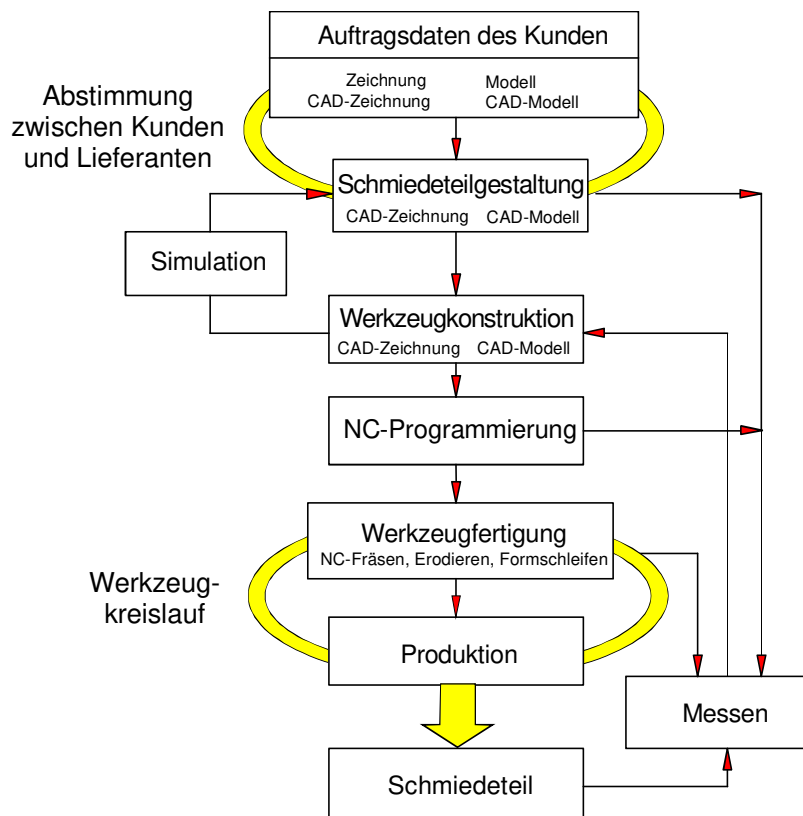 Auftragsdaten des Kunden
Zeichnung Modell
CAD-Zeichnung CAD-Modell
Abstimmung
zwischen Kunden
und Lieferanten
Schmiedeteilgestaltung
CAD-Zeichnung CAD-Modell
Simulation
Werkzeugkonstruktion
CAD-Zeichnung CAD-Modell
NC-Programmierung
Werkzeugfertigung
NC-Fräsen, Erodieren, Formschleifen
Werkzeug-
kreislauf
Produktion
Messen
Schmiedeteil